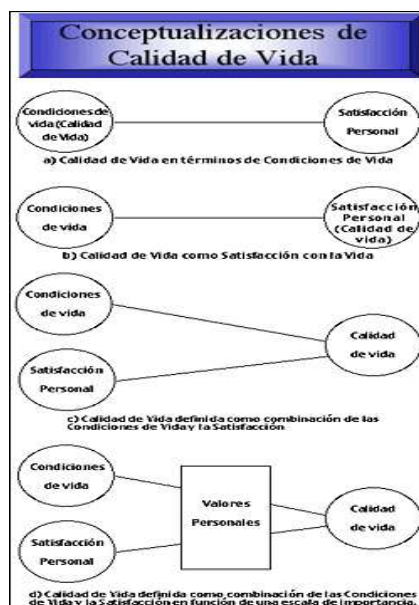 Conceptualizaciones de
Calidad de Vida
Condiciones de
vida (Calidad
de Vida)
Satisfacción
Personal
a) Calidad de Vida en términos de Condiciones de Vida
Condiciones
de vida
Satisfacción
Personal
(Calidad de
vida)
b) Calidad de Vida como Satisfacción con la Vida
Condiciones
de vida
Satisfacción
Personal
Calidad
de vida
c) Calidad de Vida definida como combinación de las
Condiciones de Vida y la Satisfacción
Condiciones
de vida
Satisfacción
Personal
Valores
Personales
Calidad
de vida
d) Calidad de Vida definida como combinación de las Condiciones
de Vida y la Satisfacción en función de una escala de importancia.